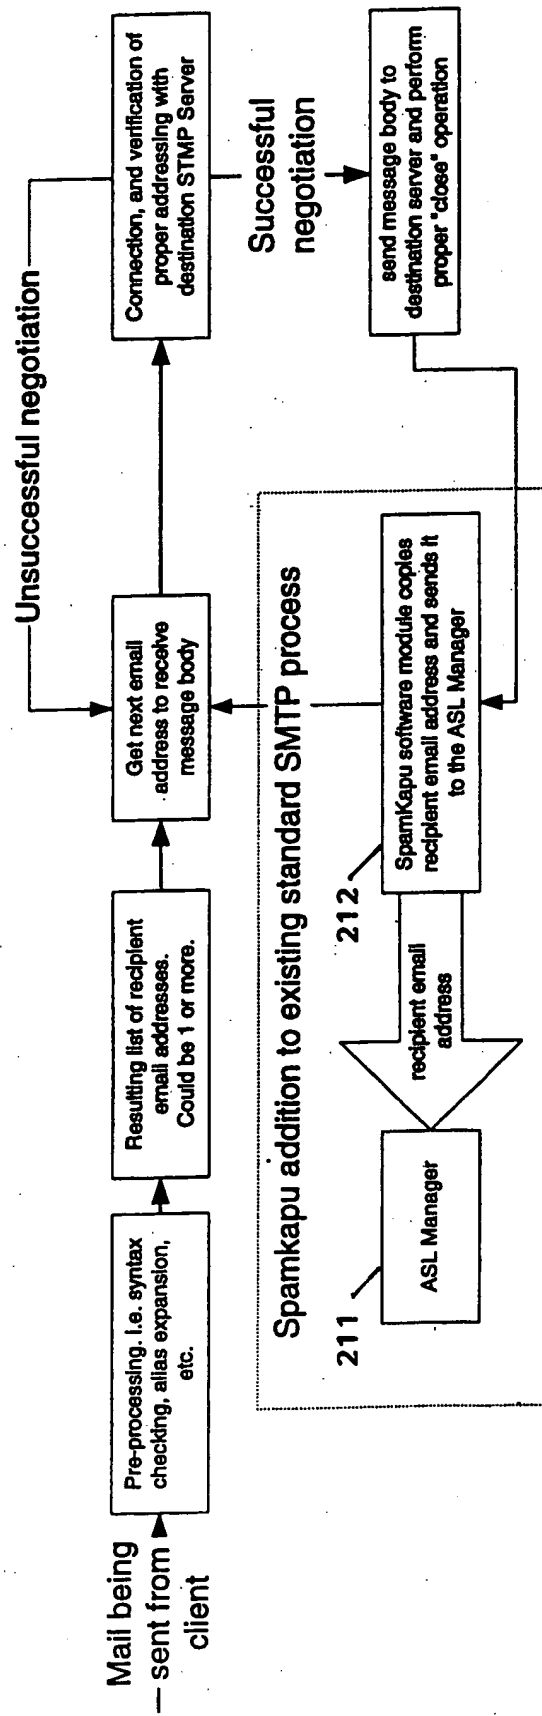 Mail being
sent from
client
Pre-processing. I.e. syntax
checking, alias expansion,
etc.
Resulting list of recipient
email addresses.
Could be 1 or more.
Get next email
address to receive
message body
Unsuccessful negotiation
Connection, and verification of
proper addressing with
destination STMP Server
Successful
negotiation
send message body to
destination server and perform
proper "close" operation
Spamkapu addition to existing standard SMTP process
212
SpamKapu software module copies
recipient email address and sends it
to the ASL Manager
recipient email
address
211
ASL Manager